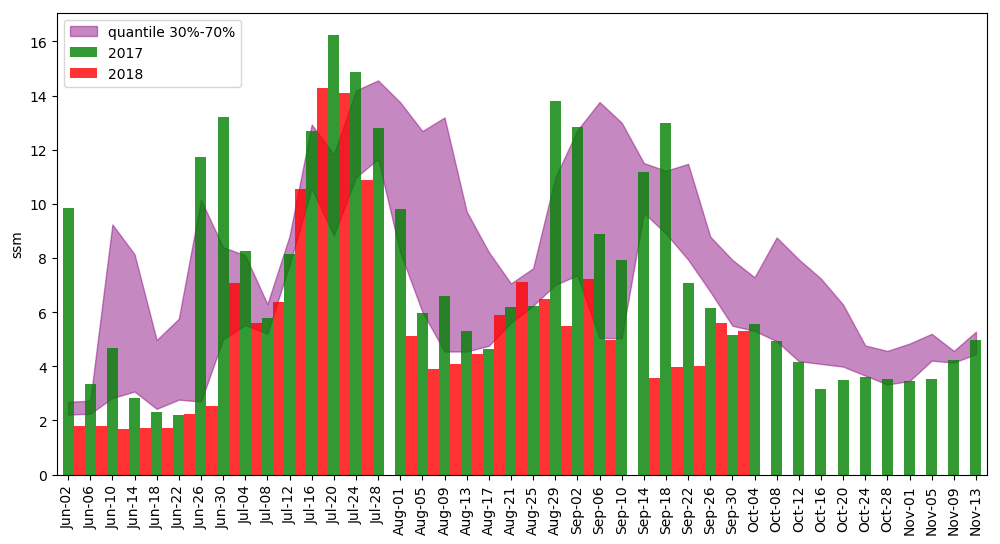 quantile 30%-70%
2017
2018
ssm
16
14
12
10
8
6
4
2
0
Jun-02
Jun-06
Jun-10
Jun-14
Jun-18
Jun-22
Jun-26
Jun-30
Jul-04
Jul-08
Jul-12
Jul-16
Jul-20
Jul-24
Jul-28
Aug-01
Aug-05
Aug-09
Aug-13
Aug-17
Aug-21
Aug-25
Aug-29
Sep-02
Sep-06
Sep-10
Sep-14
Sep-18
Sep-22
Sep-26
Sep-30
Oct-04
Oct-08
Oct-12
Oct-16
Oct-20
Oct-24
Oct-28
Nov-01
Nov-05
Nov-09
Nov-13